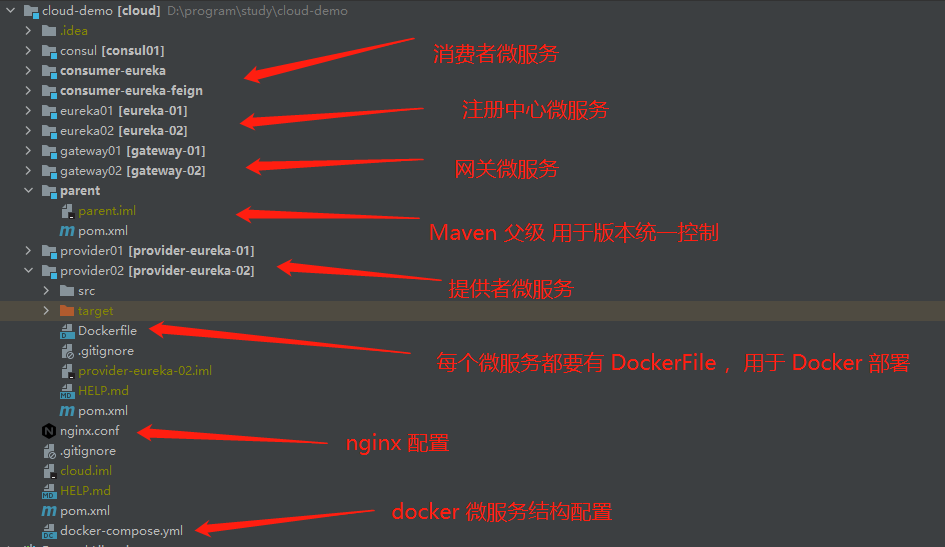 cloud-demo [cloud] D:\program\study\cloud-demo
.idea
consul [consul01]
消费者微服务
consumer-eureka
consumer-eureka-feign
eureka01 [eureka-01]
注册中心微服务
eureka02 [eureka-02]
gateway01 [gateway-01]
网关微服务
gateway02 [gateway-02]
parent
parent.iml
pom.xml
Maven 父级 用于版本统一控制
provider01 [provider-eureka-01]
provider02 [provider-eureka-02]
提供者微服务
src
target
Dockerfile
.gitignore
每个微服务都要有 DockerFile ，用于 Docker 部署
provider-eureka-02.iml
HELP.md
pom.xml
nginx.conf
nginx 配置
.gitignore
cloud.iml
HELP.md
pom.xml
docker 微服务结构配置
docker-compose.yml